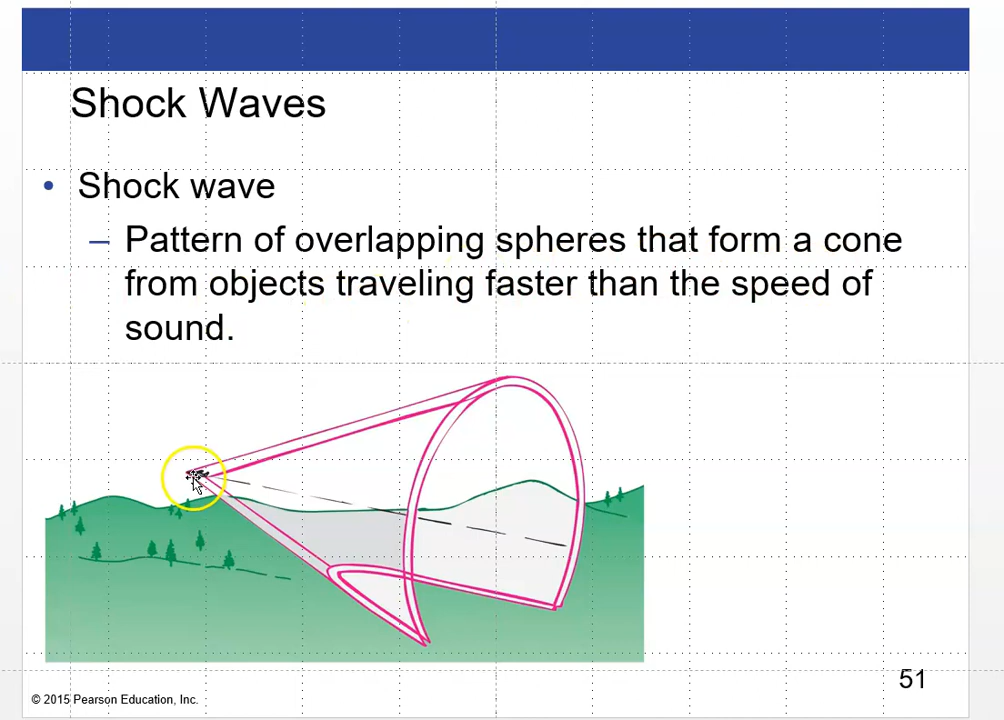 Shock Waves
• Shock wave
– Pattern of overlapping spheres that form a cone
from objects traveling faster than the speed of
sound.
51
© 2015 Pearson Education, Inc.